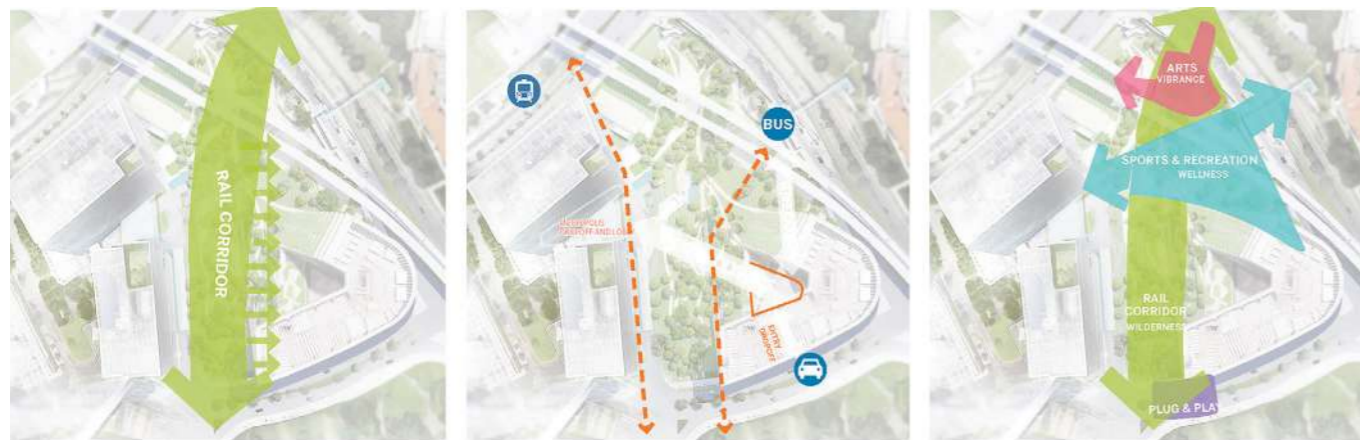 RAIL CORRIDOR
BUS
ENTRY
DROPOFF
ARTS
VIBRANCE
SPORTS & RECREATION
WELLNESS
RAIL
CORRIDOR
WILDERNESS
PLUG & PLAY